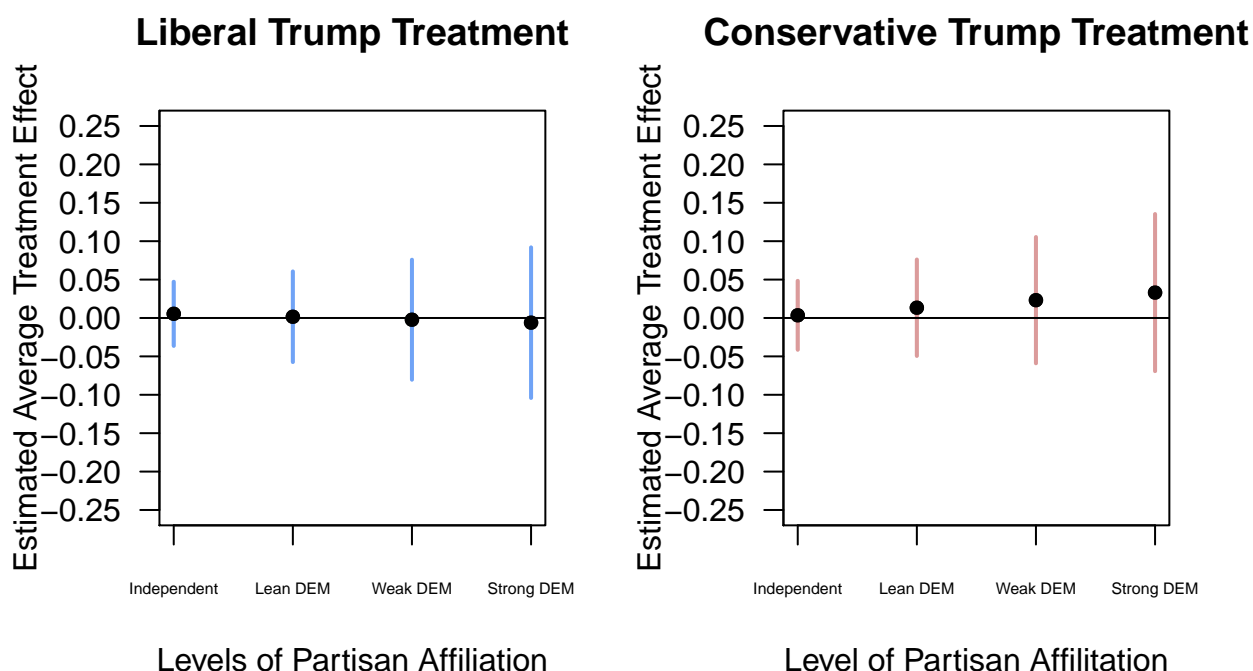 Liberal Trump Treatment
Estimated Average Treatment Effect
0.25
0.20
0.15
0.10
0.05
0.00
−0.05
−0.10
−0.15
−0.20
−0.25
Independent Lean DEM Weak DEM Strong DEM
Levels of Partisan Affiliation
Conservative Trump Treatment
Estimated Average Treatment Effect
0.25
0.20
0.15
0.10
0.05
0.00
−0.05
−0.10
−0.15
−0.20
−0.25
Independent Lean DEM Weak DEM Strong DEM
Level of Partisan Affilitation